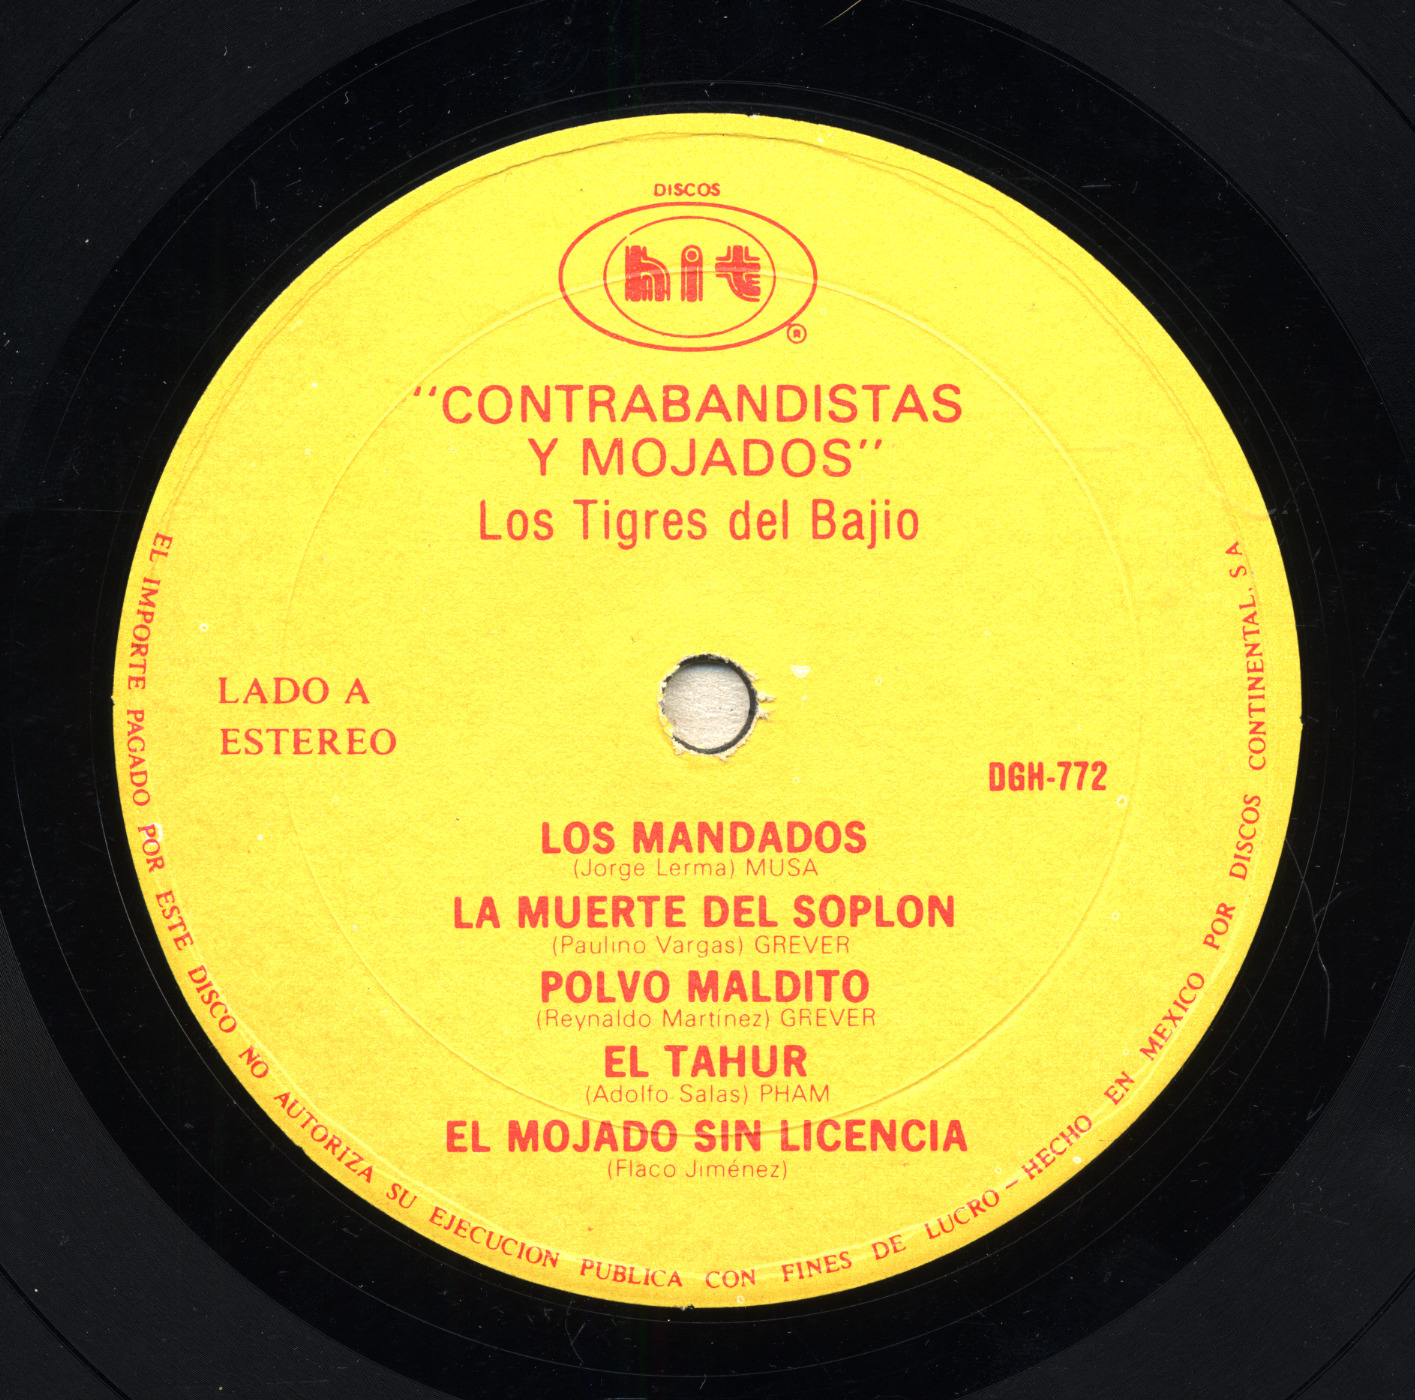 DISCOS
hit
®
"CONTRABANDISTAS
Y MOJADOS"
Los Tigres del Bajio
LADO A
ESTEREO
DGH-772
LOS MANDADOS
(Jorge Lerma) MUSA
LA MUERTE DEL SOPLON
(Paulino Vargas) GREVER
POLVO MALDITO
(Reynaldo Martínez) GREVER
EL TAHUR
(Adolfo Salas) PHAM
EL MOJADO SIN LICENCIA
(Flaco Jiménez)
EL IMPORTE PAGADO POR ESTE DISCO NO AUTORIZA SU EJECUCION PUBLICA CON FINES DE LUCRO - HECHO EN MEXICO POR DISCOS CONTINENTAL, S A